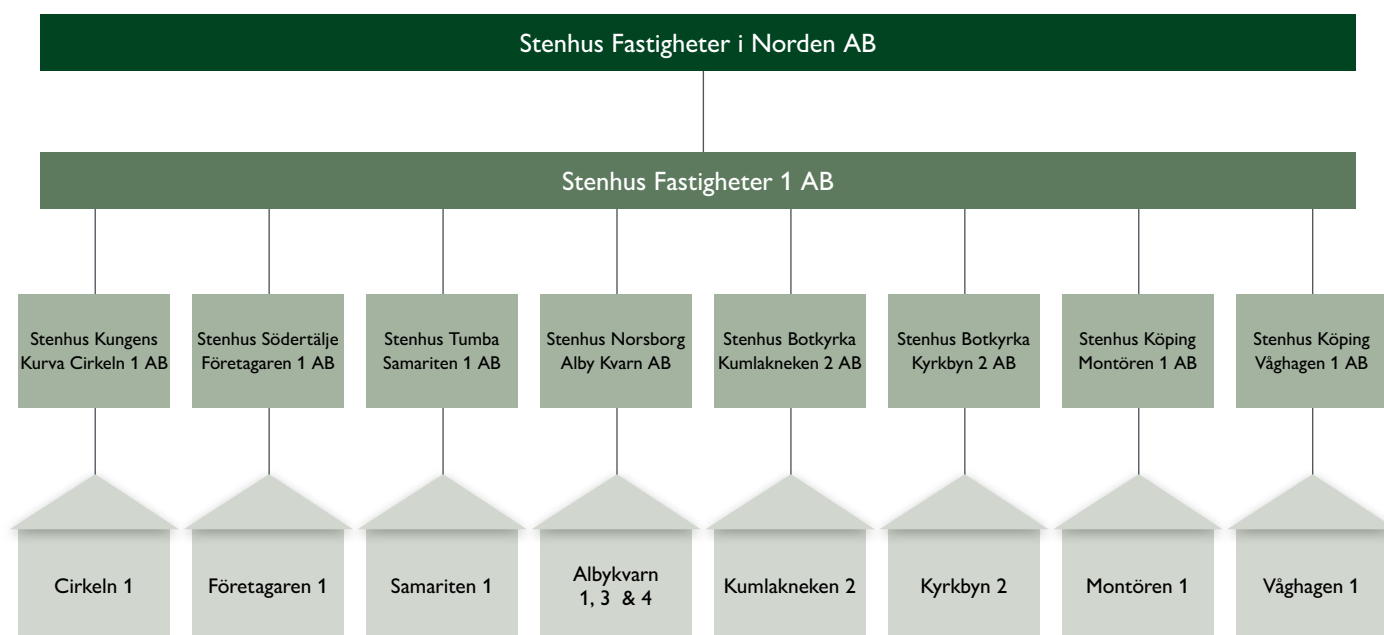 Stenhus Fastigheter i Norden AB
Stenhus Fastigheter 1 AB
Stenhus Kungens
Kurva Cirkeln 1 AB
Stenhus Södertälje
Företagaren 1 AB
Stenhus Tumba
Samariten 1 AB
Stenhus Norsborg
Alby Kvarn AB
Stenhus Botkyrka
Kumlakneken 2 AB
Stenhus Botkyrka
Kyrkbyn 2 AB
Stenhus Köping
Montören 1 AB
Stenhus Köping
Våghagen 1 AB
Cirkeln 1
Företagaren 1
Samariten 1
Albykvarn
1, 3 & 4
Kumlakneken 2
Kyrkbyn 2
Montören 1
Våghagen 1